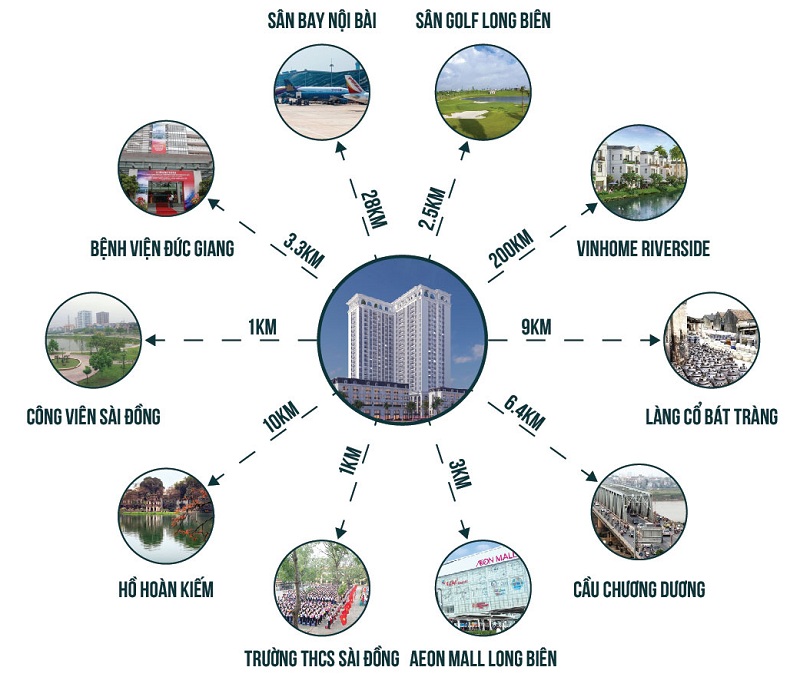 SÂN BAY NỘI BÀI
SÂN GOLF LONG BIÊN
BỆNH VIỆN ĐỨC GIANG
28KM
2.5KM
VINHOME RIVERSIDE
3.3KM
200KM
1KM
9KM
CÔNG VIÊN SÀI ĐỒNG
LÀNG CỔ BÁT TRÀNG
10KM
6.4KM
1KM
3KM
HỒ HOÀN KIẾM
AEON MALL
CẦU CHƯƠNG DƯƠNG
TRƯỜNG THCS SÀI ĐỒNG
AEON MALL LONG BIÊN